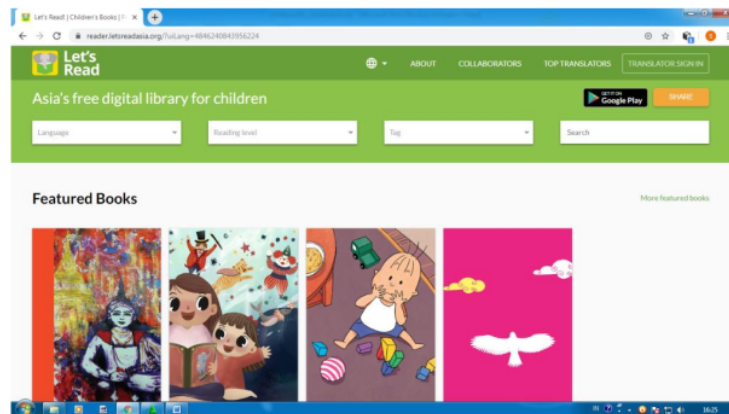 Let's Read! | Children's Books | F
reader.letsreadasia.org/?uiLang=4846240843956224
Let's
Read
ABOUT
COLLABORATORS
TOP TRANSLATORS
TRANSLATOR SIGN IN
Asia's free digital library for children
GET IT ON
Google Play
SHARE
Language
Reading level
Tag
Search
Featured Books
More featured books
IN
16:25